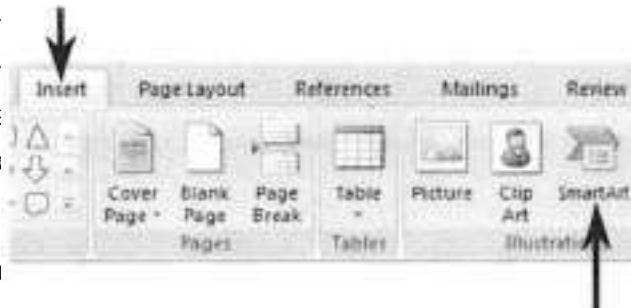 Insert Page Layout References Mailings Review
Cover Page Blank Page Page Break Table Picture Clip Art SmartArt
Pages Tables